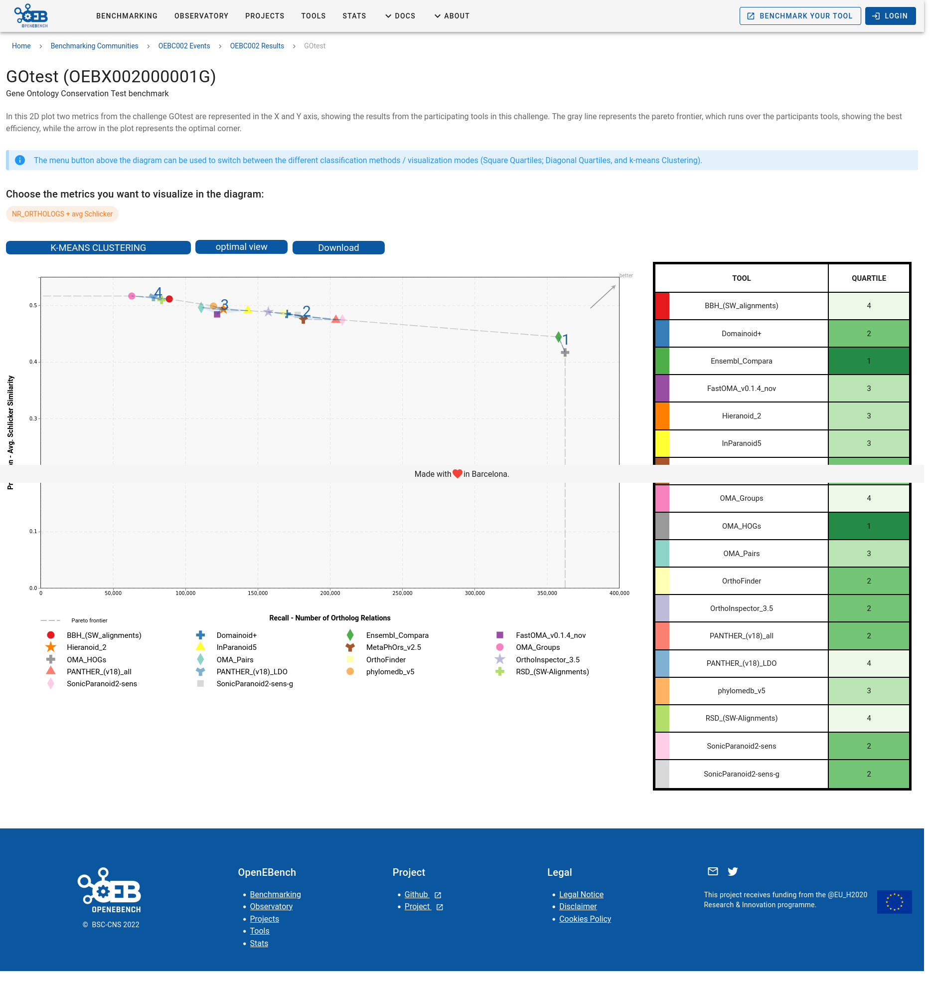 OEB
OPENEBENCH
BENCHMARKING OBSERVATORY PROJECTS TOOLS STATS DOCS ABOUT
BENCHMARK YOUR TOOL LOGIN
Home Benchmarking Communities OEBC002 Events OEBC002 Results GOtest
GOtest (OEBX002000001G)
Gene Ontology Conservation Test benchmark
In this 2D plot two metrics from the challenge GOtest are represented in the X and Y axis, showing the results from the participating tools in this challenge. The gray line represents the pareto frontier, which runs over the participants tools, showing the best
efficiency, while the arrow in the plot represents the optimal corner.
The menu button above the diagram can be used to switch between the different classification methods / visualization modes (Square Quartiles; Diagonal Quartiles, and k-means Clustering).
Choose the metrics you want to visualize in the diagram:
NR_ORTHOLOGS + avg Schlicker
K-MEANS CLUSTERING optimal view Download
better
4
3
2
1
0.5
0.4
0.3
0.1
0.0
0 50,000 100,000 150,000 200,000 250,000 300,000 350,000 400,000
- Avg. Schlicker Similarity
Recall - Number of Ortholog Relations
Pareto frontier
BBH_(SW_alignments) Domainoid+ Ensembl_Compara FastOMA_v0.1.4_nov
Hieranoid_2 InParanoid5 MetaPhOrs_v2.5 OMA_Groups
OMA_HOGs OMA_Pairs OrthoFinder OrthoInspector_3.5
PANTHER_(v18)_all PANTHER_(v18)_LDO phylomedb_v5 RSD_(SW-Alignments)
SonicParanoid2-sens SonicParanoid2-sens-g
TOOL QUARTILE
BBH_(SW_alignments) 4
Domainoid+ 2
Ensembl_Compara 1
FastOMA_v0.1.4_nov 3
Hieranoid_2 3
InParanoid5 3
Made with in Barcelona.
OMA_Groups 4
OMA_HOGs 1
OMA_Pairs 3
OrthoFinder 2
OrthoInspector_3.5 2
PANTHER_(v18)_all 2
PANTHER_(v18)_LDO 4
phylomedb_v5 3
RSD_(SW-Alignments) 4
SonicParanoid2-sens 2
SonicParanoid2-sens-g 2
OEB
OPENEBENCH
© BSC-CNS 2022
OpenEBench
Benchmarking
Observatory
Projects
Tools
Stats
Project
Github
Project
Legal
Legal Notice
Disclaimer
Cookies Policy
This project receives funding from the @EU_H2020
Research & Innovation programme.